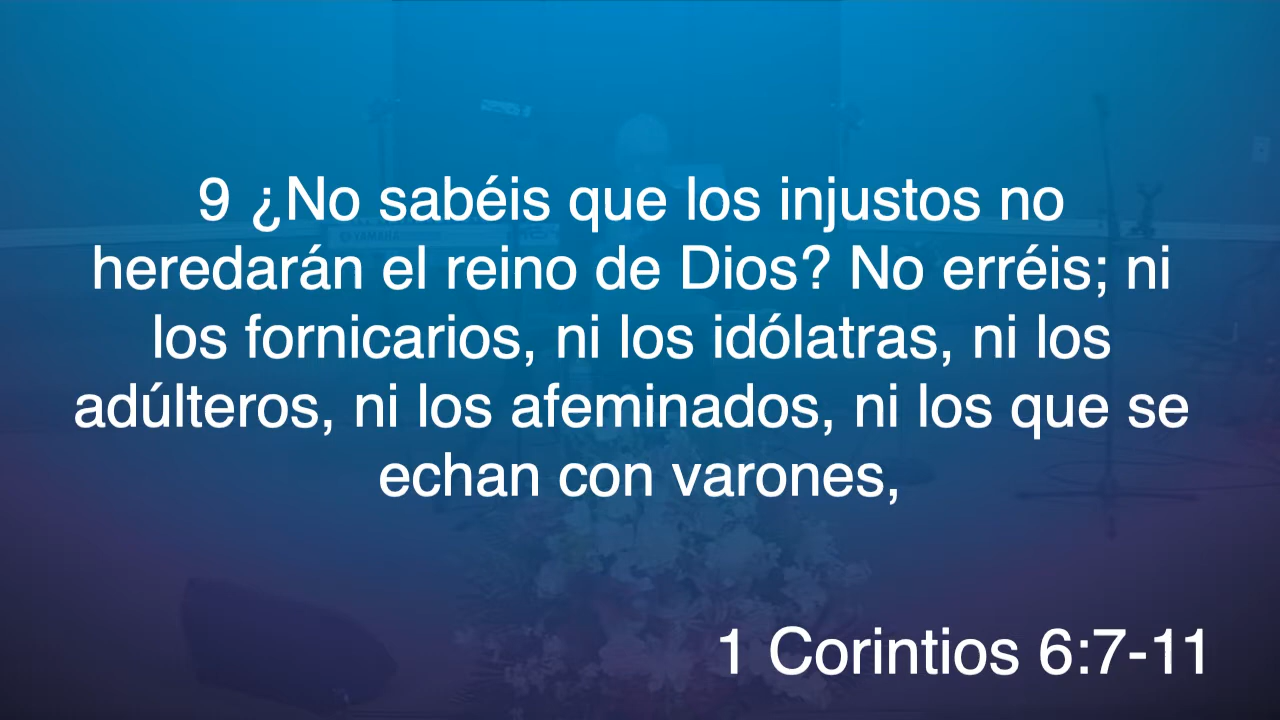 9 ¿No sabéis que los injustos no
heredarán el reino de Dios? No erréis; ni
los fornicarios, ni los idólatras, ni los
adúlteros, ni los afeminados, ni los que se
echan con varones,
1 Corintios 6:7-11
YAMAHA